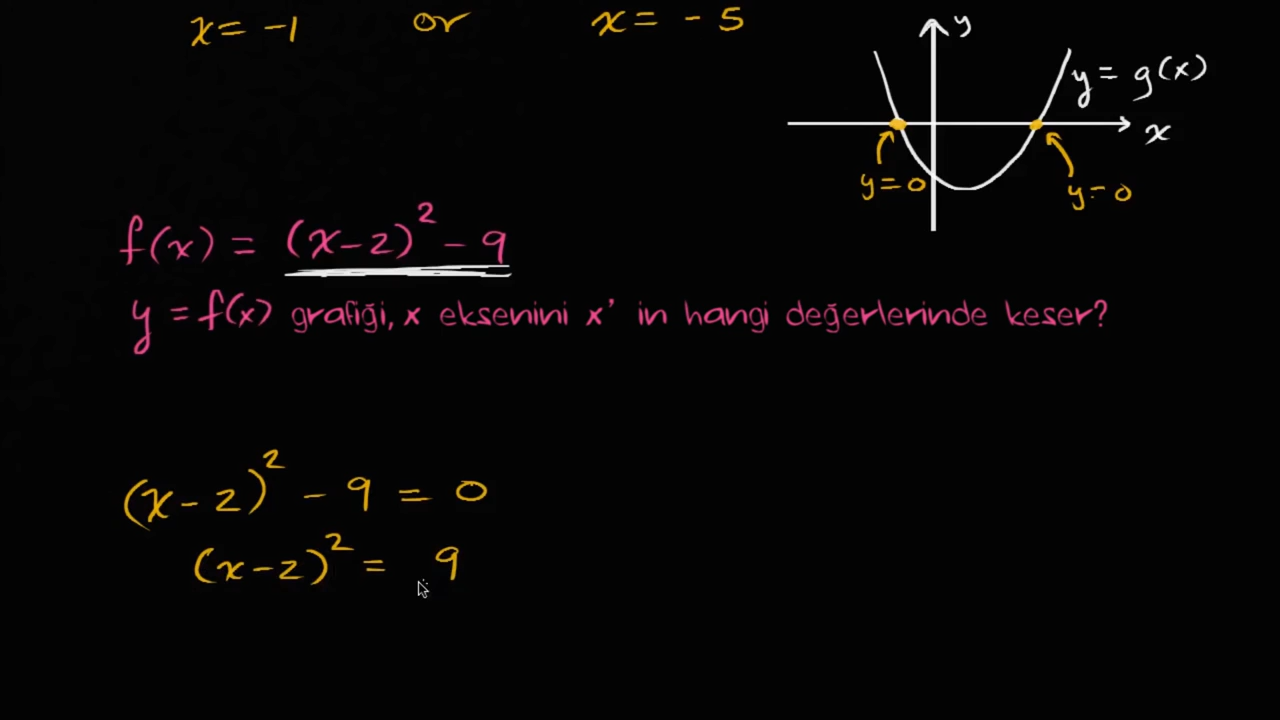 x = -1 or x = -5
y
y = g(x)
x
y=0 y=0
f(x) = (x-2)² - 9
y = f(x) grafiği, x eksenini x' in hangi değerlerinde keser?
(x-2)² - 9 = 0
(x-2)² = 9